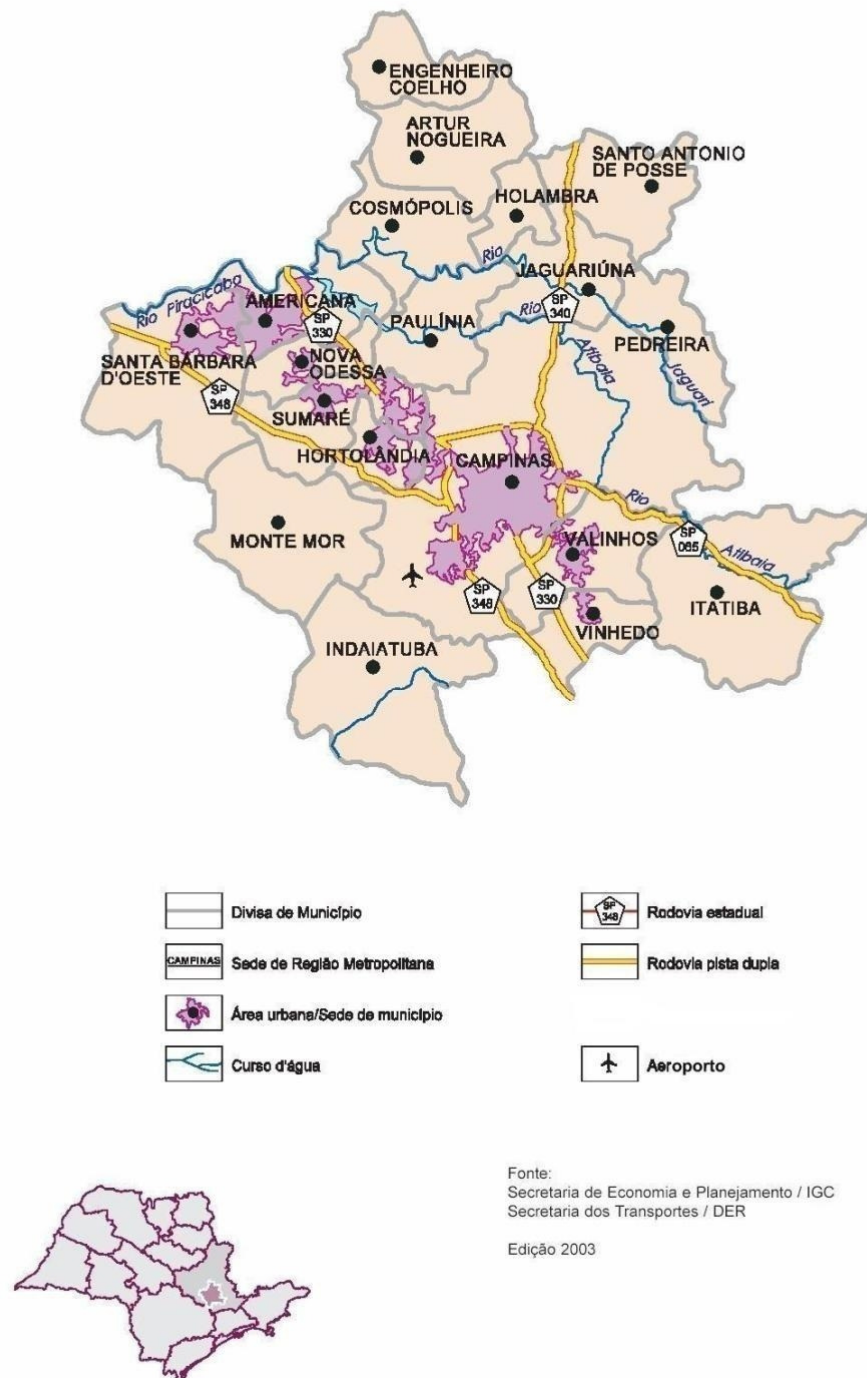 ENGENHEIRO
COELHO
ARTUR
NOGUEIRA
SANTO ANTONIO
DE POSSE
HOLAMBRA
COSMÓPOLIS
Rio
JAGUARIÚNA
Rio Piracicaba
AMERICANA
SP
330
PAULÍNIA
Rio
SP
340
PEDREIRA
SANTA BÁRBARA
D'OESTE
NOVA
ODESSA
Atibaia
Jaguari
SP
348
SUMARÉ
HORTOLÂNDIA
CAMPINAS
Rio
MONTE MOR
VALINHOS
SP
065
Atibaia
SP
348
SP
330
ITATIBA
VINHEDO
INDAIATUBA
Divisa de Município
CAMPINAS
Sede de Região Metropolitana
Área urbana/Sede de município
Curso d'água
SP
348
Rodovia estadual
Rodovia pista dupla
Aeroporto
Fonte:
Secretaria de Economia e Planejamento / IGC
Secretaria dos Transportes / DER
Edição 2003